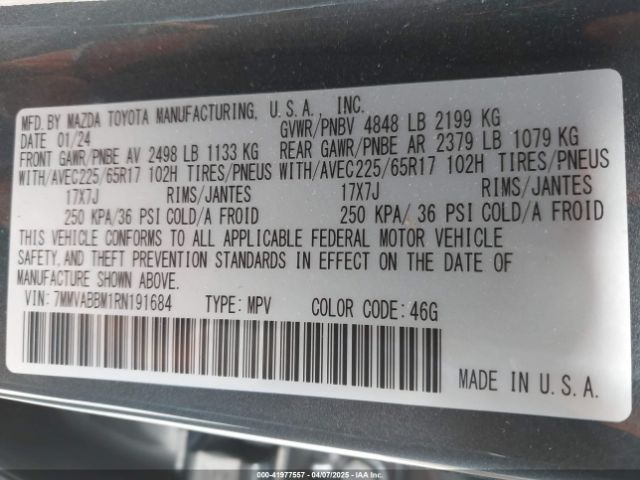 MFD. BY MAZDA TOYOTA MANUFACTURING, U.S.A. INC.
DATE 01/24 GVWR/PNBV 4848 LB 2199 KG
FRONT GAWR/PNBE AV 2498 LB 1133 KG REAR GAWR/PNBE AR 2379 LB 1079 KG
WITH/AVEC225/65R17 102H TIRES/PNEUS WITH/AVEC225/65R17 102H TIRES/PNEUS
17X7J RIMS/JANTES 17X7J RIMS/JANTES
250 KPA/36 PSI COLD/A FROID 250 KPA/ 36 PSI COLD/A FROID
THIS VEHICLE CONFORMS TO ALL APPLICABLE FEDERAL MOTOR VEHICLE
SAFETY, AND THEFT PREVENTION STANDARDS IN EFFECT ON THE DATE OF
MANUFACTURE SHOWN ABOVE.
VIN: 7MMVABBM1RN191684 TYPE: MPV COLOR CODE: 46G
MADE IN U.S.A.
000-41977557 - 04/07/2025 - IAA Inc.